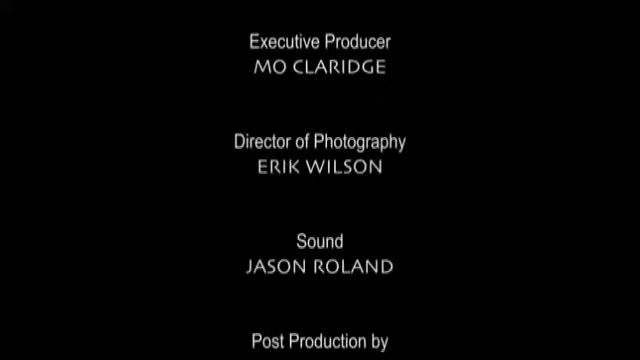 Executive Producer
MO CLARIDGE
Director of Photography
ERIK WILSON
Sound
JASON ROLAND
Post Production by